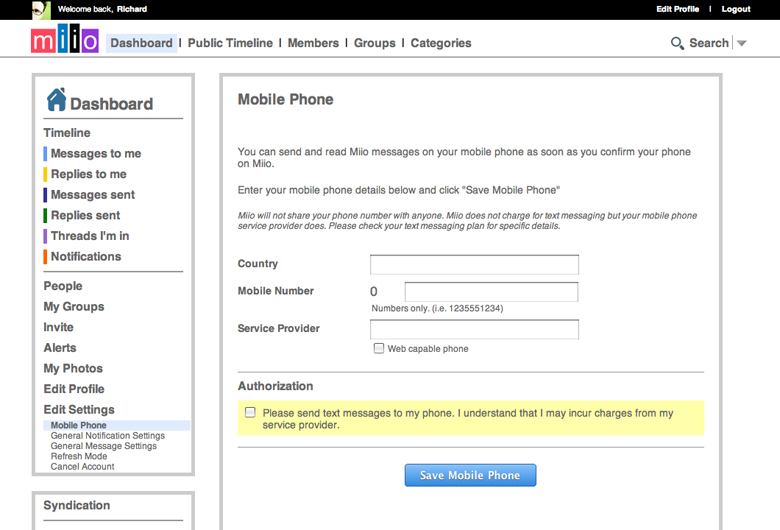 Welcome back, Richard
Edit Profile | Logout
miio
Dashboard | Public Timeline | Members | Groups | Categories
Search
Dashboard
Timeline
Messages to me
Replies to me
Messages sent
Replies sent
Threads I'm in
Notifications
People
My Groups
Invite
Alerts
My Photos
Edit Profile
Edit Settings
Mobile Phone
General Notification Settings
General Message Settings
Refresh Mode
Cancel Account
Syndication
Mobile Phone
You can send and read Miio messages on your mobile phone as soon as you confirm your phone
on Miio.
Enter your mobile phone details below and click "Save Mobile Phone"
Miio will not share your phone number with anyone. Miio does not charge for text messaging but your mobile phone
service provider does. Please check your text messaging plan for specific details.
Country
Mobile Number 0
Numbers only. (i.e. 1235551234)
Service Provider
Web capable phone
Authorization
Please send text messages to my phone. I understand that I may incur charges from my
service provider.
Save Mobile Phone